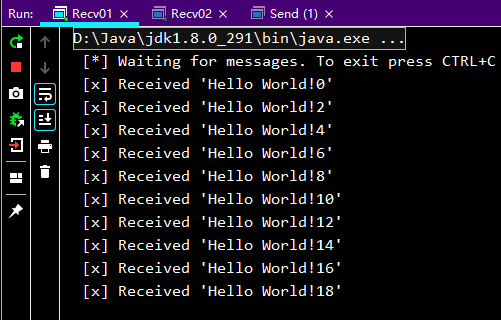 Run: Recv01 Recv02 Send (1)
D:\Java\jdk1.8.0_291\bin\java.exe ...
[*] Waiting for messages. To exit press CTRL+C
[x] Received 'Hello World!0'
[x] Received 'Hello World!2'
[x] Received 'Hello World!4'
[x] Received 'Hello World!6'
[x] Received 'Hello World!8'
[x] Received 'Hello World!10'
[x] Received 'Hello World!12'
[x] Received 'Hello World!14'
[x] Received 'Hello World!16'
[x] Received 'Hello World!18'